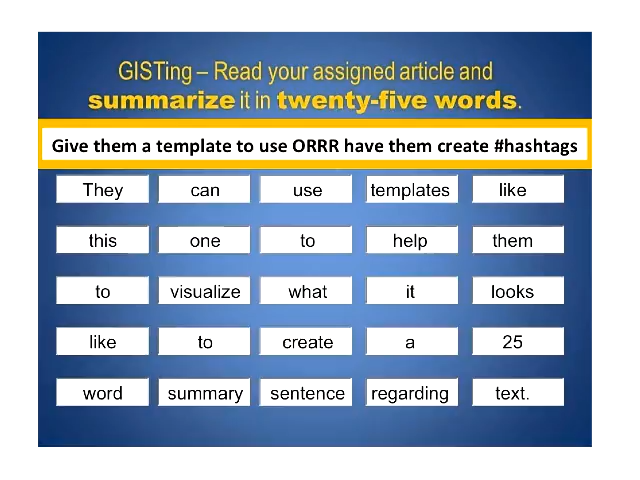 GISTing – Read your assigned article and
summarize it in twenty-five words.
Give them a template to use ORRR have them create #hashtags
They can use templates like
this one to help them
to visualize what it looks
like to create a 25
word summary sentence regarding text.